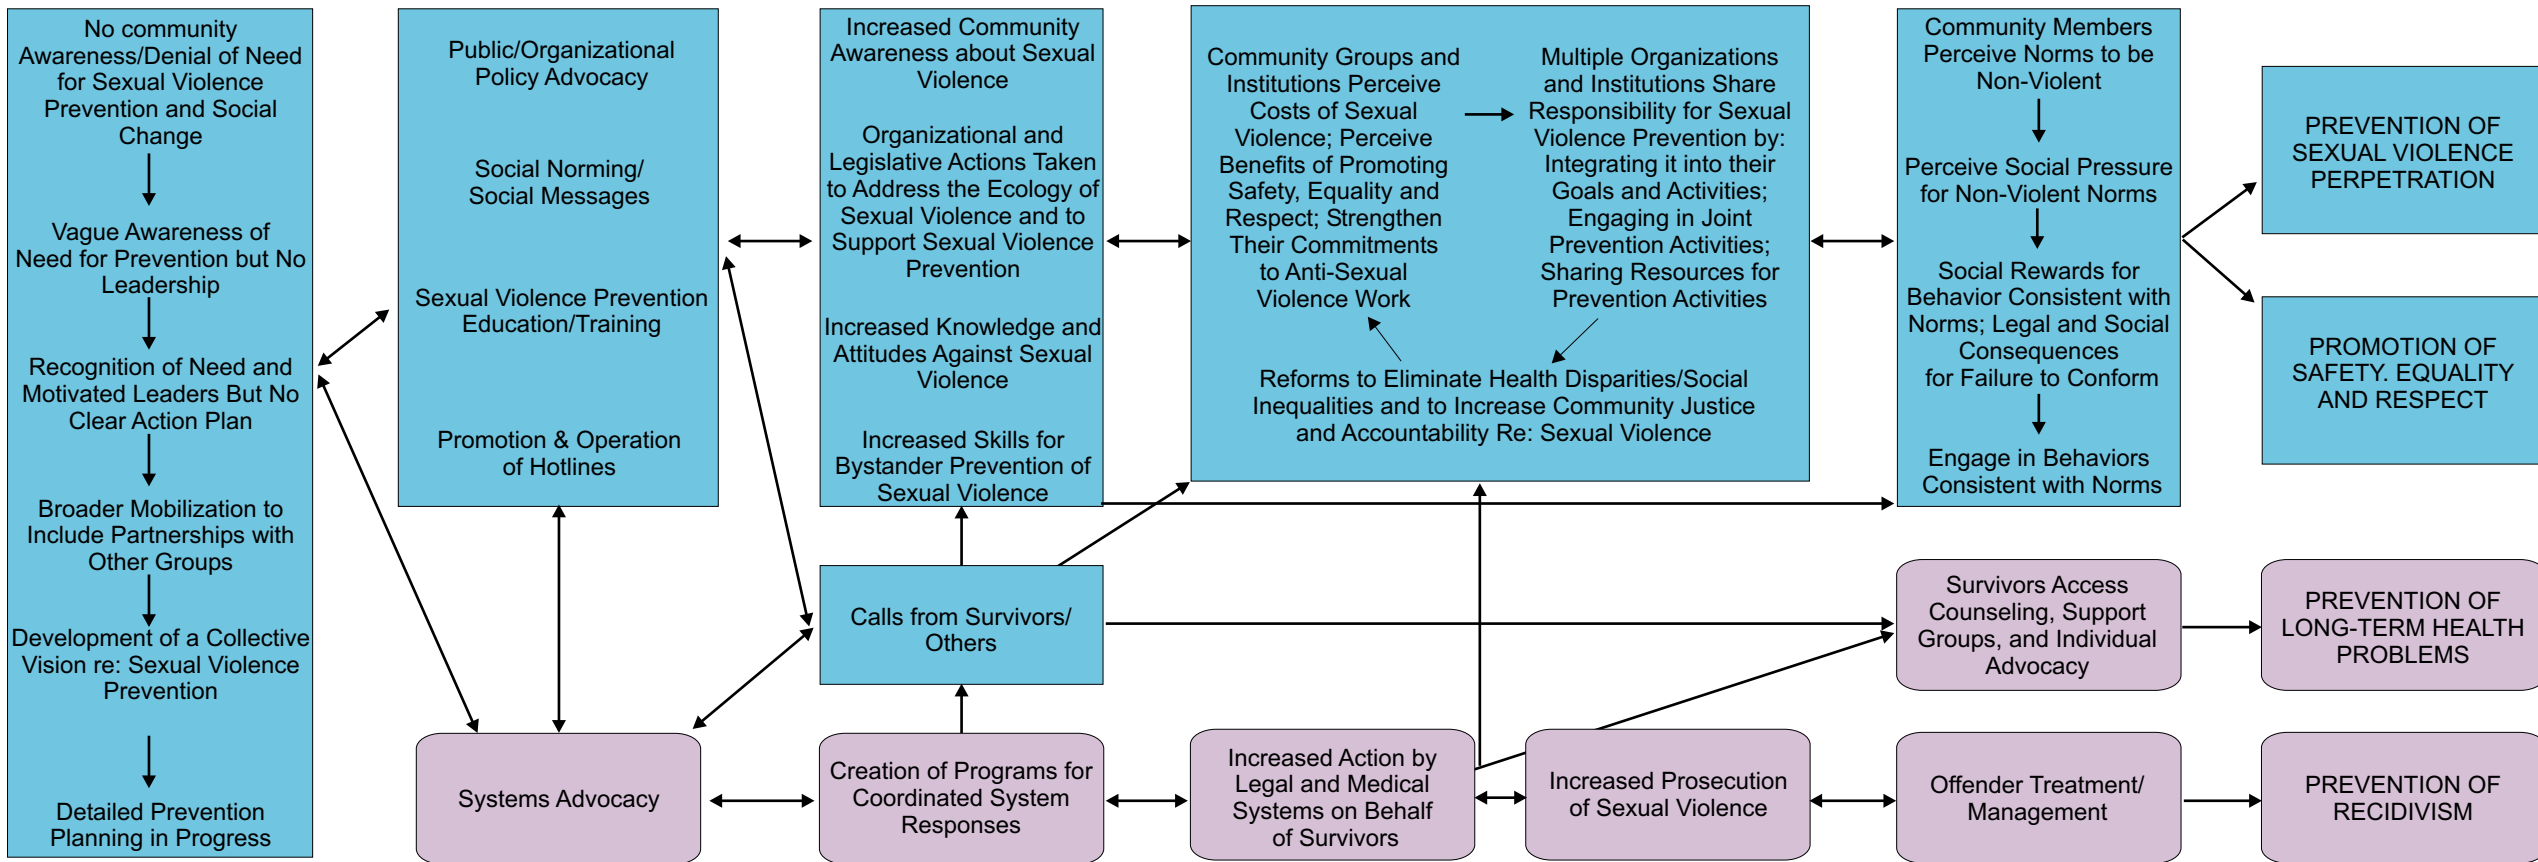 No community
Awareness/Denial of Need
for Sexual Violence
Prevention and Social
Change
Vague Awareness of
Need for Prevention but No
Leadership
Recognition of Need and
Motivated Leaders But No
Clear Action Plan
Broader Mobilization to
Include Partnerships with
Other Groups
Development of a Collective
Vision re: Sexual Violence
Prevention
Detailed Prevention
Planning in Progress
Public/Organizational
Policy Advocacy
Social Norming/
Social Messages
Sexual Violence Prevention
Education/Training
Promotion & Operation
of Hotlines
Increased Community
Awareness about Sexual
Violence
Organizational and
Legislative Actions Taken
to Address the Ecology of
Sexual Violence and to
Support Sexual Violence
Prevention
Increased Knowledge and
Attitudes Against Sexual
Violence
Increased Skills for
Bystander Prevention of
Sexual Violence
Community Groups and
Institutions Perceive
Costs of Sexual
Violence; Perceive
Benefits of Promoting
Safety, Equality and
Respect; Strengthen
Their Commitments
to Anti-Sexual
Violence Work
Multiple Organizations
and Institutions Share
Responsibility for Sexual
Violence Prevention by:
Integrating it into their
Goals and Activities;
Engaging in Joint
Prevention Activities;
Sharing Resources for
Prevention Activities
Reforms to Eliminate Health Disparities/Social
Inequalities and to Increase Community Justice
and Accountability Re: Sexual Violence
Community Members
Perceive Norms to be
Non-Violent
Perceive Social Pressure
for Non-Violent Norms
Social Rewards for
Behavior Consistent with
Norms; Legal and Social
Consequences
for Failure to Conform
Engage in Behaviors
Consistent with Norms
PREVENTION OF
SEXUAL VIOLENCE
PERPETRATION
PROMOTION OF
SAFETY. EQUALITY
AND RESPECT
Calls from Survivors/
Others
Survivors Access
Counseling, Support
Groups, and Individual
Advocacy
PREVENTION OF
LONG-TERM HEALTH
PROBLEMS
Systems Advocacy
Creation of Programs for
Coordinated System
Responses
Increased Action by
Legal and Medical
Systems on Behalf
of Survivors
Increased Prosecution
of Sexual Violence
Offender Treatment/
Management
PREVENTION OF
RECIDIVISM